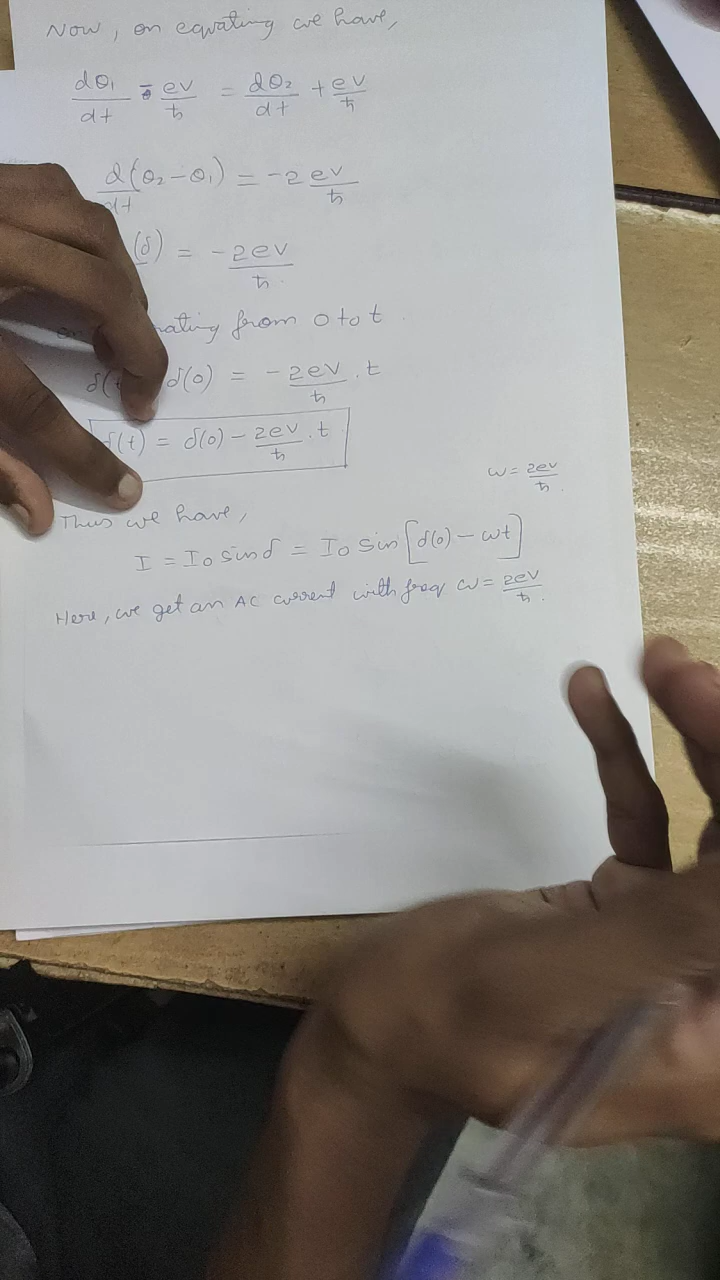 Now, on equating we have,
dθ₁/dt - eV/ħ = dθ₂/dt + eV/ħ
d(θ₂-θ₁)/dt = -2 eV/ħ
(δ) = -2eV/ħ
from 0 to t
δ(0) = -2eV/ħ . t
(t) = δ(0) - 2eV/ħ . t
ω = 2eV/ħ
Thus we have,
I = I₀ sin δ = I₀ sin [δ(0) - ωt]
Here, we get an AC current with freq ω = 2eV/ħ.